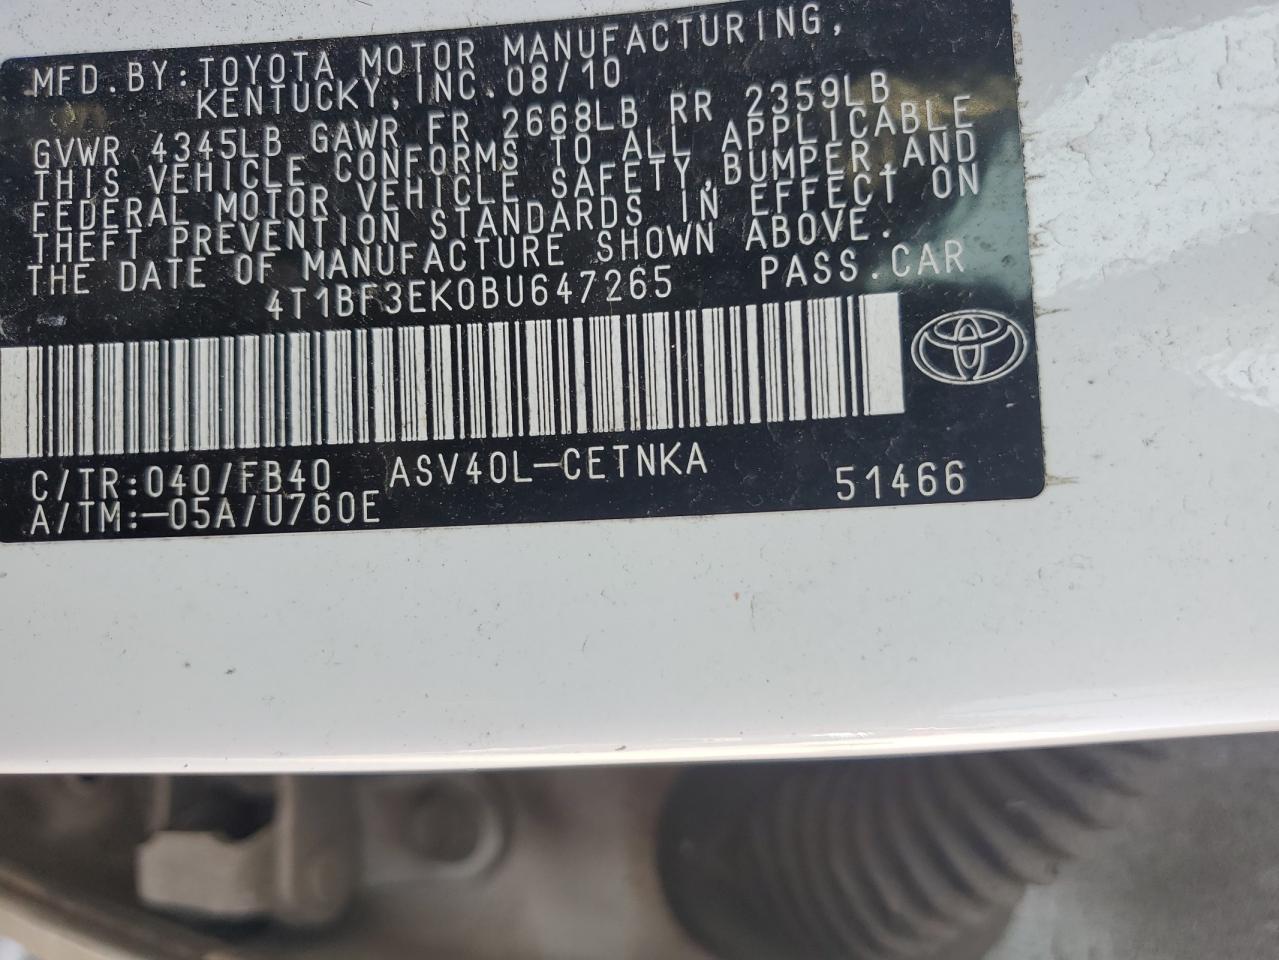 MFD. BY: TOYOTA MOTOR MANUFACTURING,
KENTUCKY, INC. 08/10
GVWR 4345LB GAWR FR 2668LB RR 2359LB
THIS VEHICLE CONFORMS TO ALL APPLICABLE
FEDERAL MOTOR VEHICLE SAFETY, BUMPER, AND
THEFT PREVENTION STANDARDS IN EFFECT ON
THE DATE OF MANUFACTURE SHOWN ABOVE.
4T1BF3EK0BU647265 PASS. CAR
C/TR:040/FB40 ASV40L-CETNKA
A/TM:-05A/U760E 51466